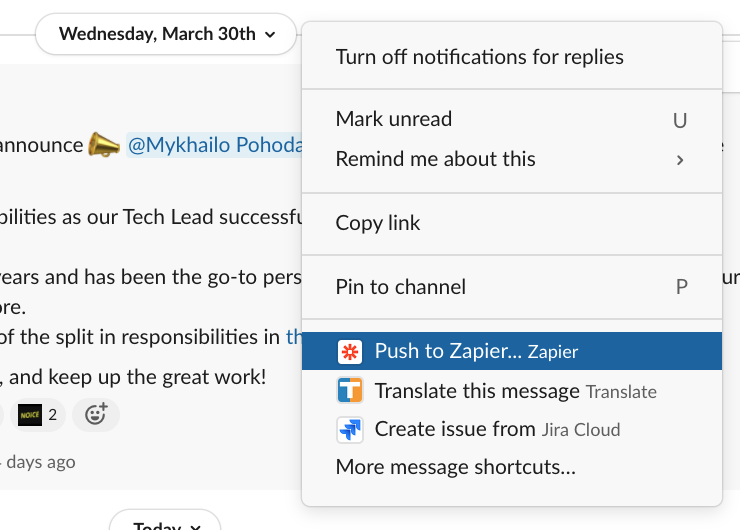 Wednesday, March 30th
announce @Mykhailo Pohoda
bilities as our Tech Lead successfu
years and has been the go-to pers
ore.
of the split in responsibilities in th
, and keep up the great work!
NOICE 2
days ago
Today
Turn off notifications for replies
Mark unread U
Remind me about this
Copy link
Pin to channel P
Push to Zapier... Zapier
Translate this message Translate
Create issue from Jira Cloud
More message shortcuts...